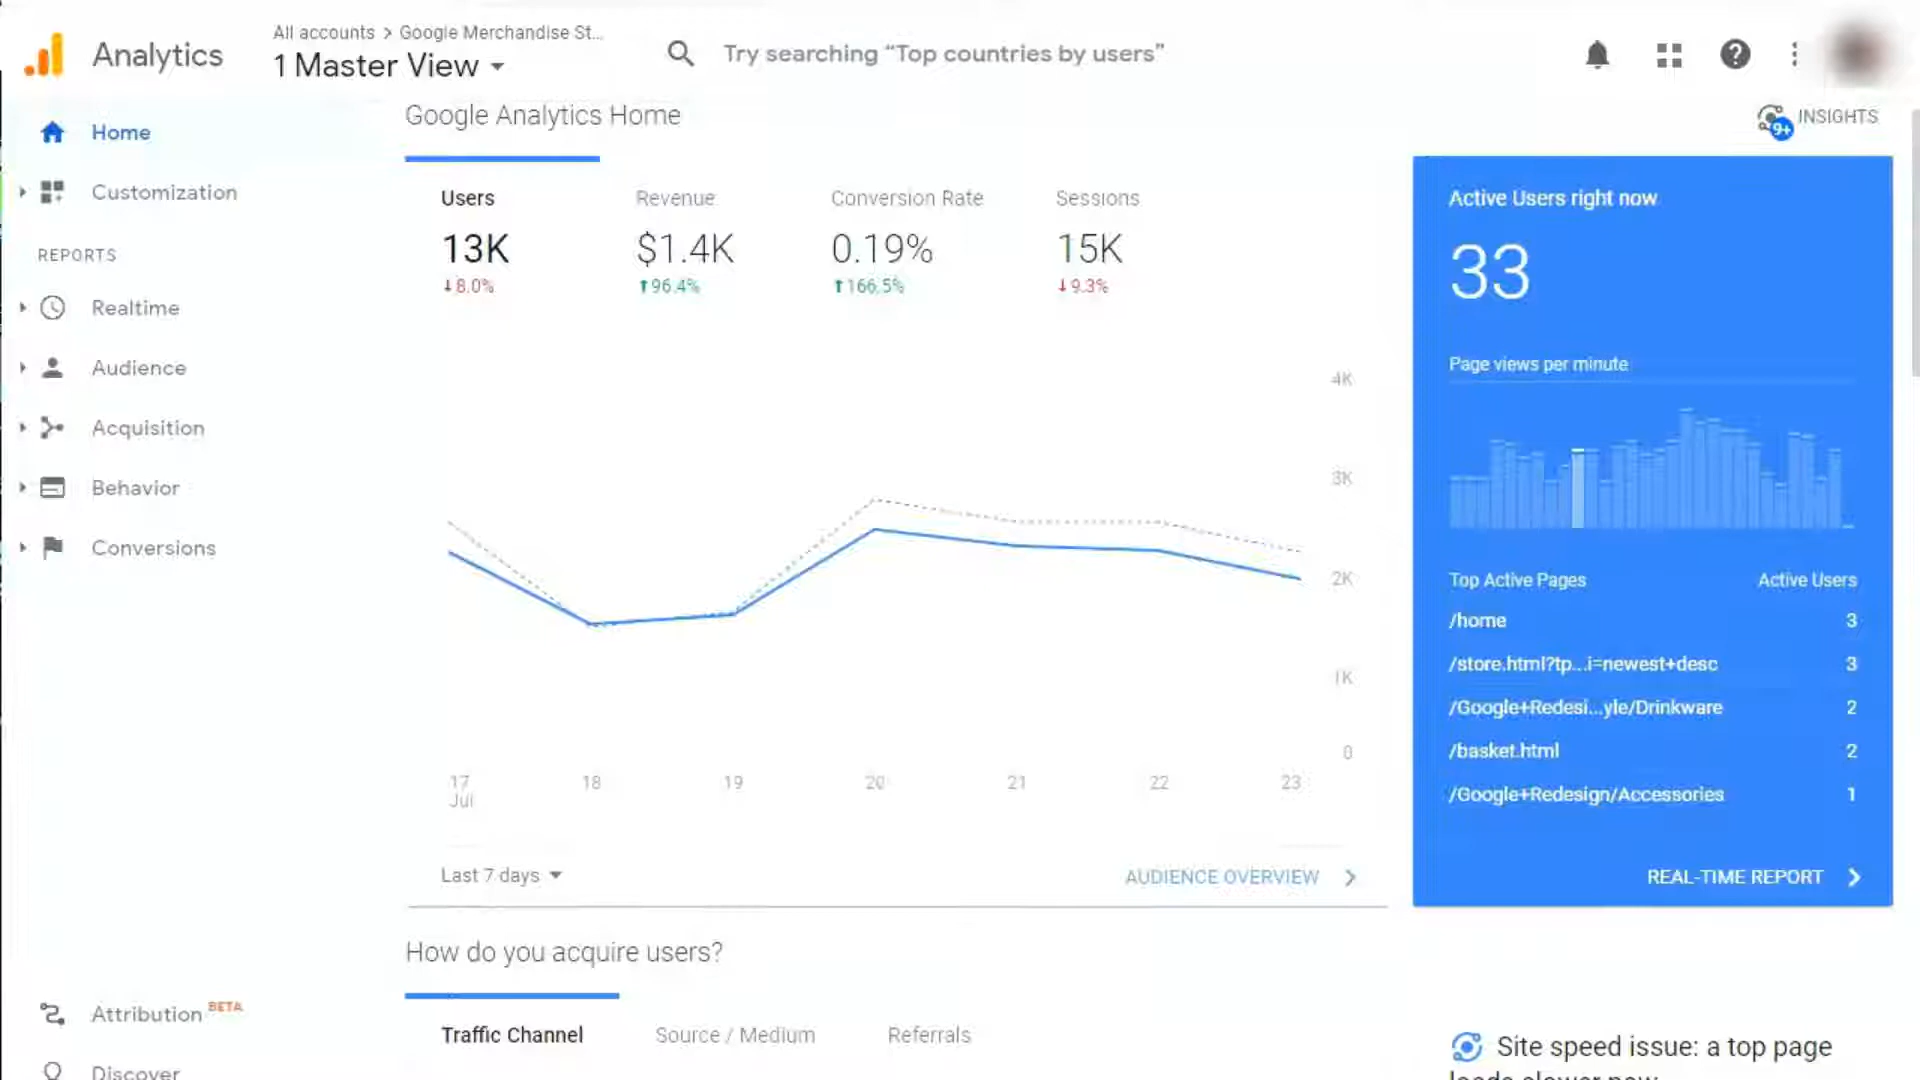 Analytics
All accounts > Google Merchandise St...
1 Master View
Try searching “Top countries by users”
Home
Customization
REPORTS
Realtime
Audience
Acquisition
Behavior
Conversions
Attribution BETA
Discover
Google Analytics Home
9+ INSIGHTS
Users Revenue Conversion Rate Sessions
13K $1.4K 0.19% 15K
↓8.0% ↑96.4% ↑166.5% ↓9.3%
4K
3K
2K
1K
0
17 18 19 20 21 22 23
Jul
Last 7 days
AUDIENCE OVERVIEW
Active Users right now
33
Page views per minute
Top Active Pages Active Users
/home 3
/store.html?tp...i=newest+desc 3
/Google+Redesi...yle/Drinkware 2
/basket.html 2
/Google+Redesign/Accessories 1
REAL-TIME REPORT
How do you acquire users?
Traffic Channel Source / Medium Referrals
Site speed issue: a top page
loads slower now